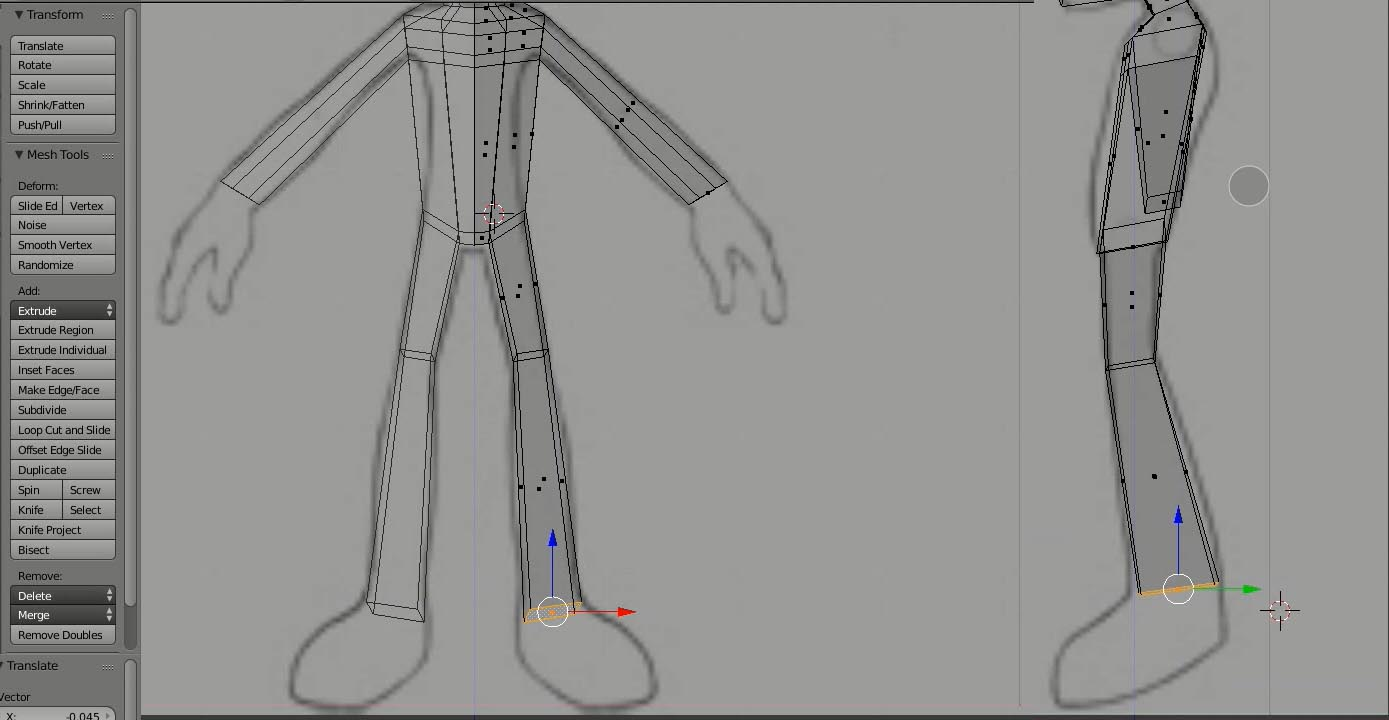 Transform
Translate
Rotate
Scale
Shrink/Fatten
Push/Pull
Mesh Tools
Deform:
Slide Ed Vertex
Noise
Smooth Vertex
Randomize
Add:
Extrude
Extrude Region
Extrude Individual
Inset Faces
Make Edge/Face
Subdivide
Loop Cut and Slide
Offset Edge Slide
Duplicate
Spin Screw
Knife Select
Knife Project
Bisect
Remove:
Delete
Merge
Remove Doubles
Translate
Vector
X: -0.045